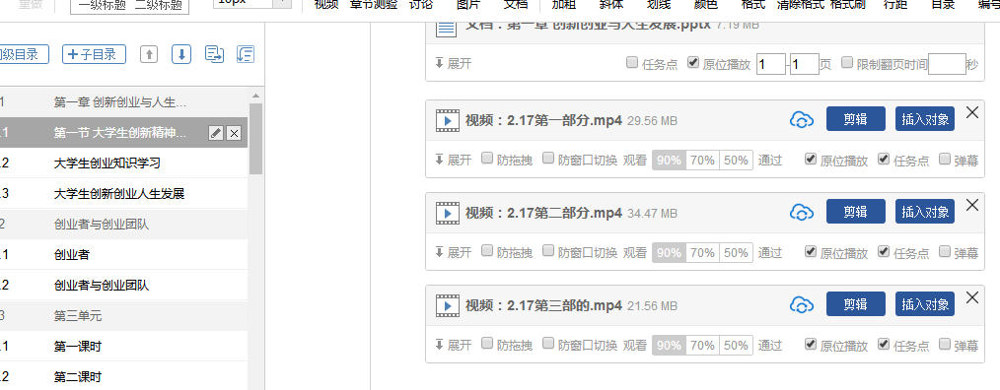 重做 一级标题 二级标题 16px 视频 章节测验 讨论 图片 文档 加粗 斜体 划线 颜色 格式 清除格式 格式刷 行距 目录 编号
级目录 +子目录
1 第一章 创新创业与人生...
.1 第一节 大学生创新精神...
.2 大学生创业知识学习
.3 大学生创新创业人生发展
2 创业者与创业团队
.1 创业者
.2 创业者与创业团队
3 第三单元
.1 第一课时
.2 第二课时
文档：第一章 创新创业与人生发展.pptx 7.19 MB
展开 任务点 原位播放 1 - 1 页 限制翻页时间 秒
视频：2.17第一部分.mp4 29.56 MB 剪辑 插入对象
展开 防拖拽 防窗口切换 观看 90% 70% 50% 通过 原位播放 任务点 弹幕
视频：2.17第二部分.mp4 34.47 MB 剪辑 插入对象
展开 防拖拽 防窗口切换 观看 90% 70% 50% 通过 原位播放 任务点 弹幕
视频：2.17第三部的.mp4 21.56 MB 剪辑 插入对象
展开 防拖拽 防窗口切换 观看 90% 70% 50% 通过 原位播放 任务点 弹幕